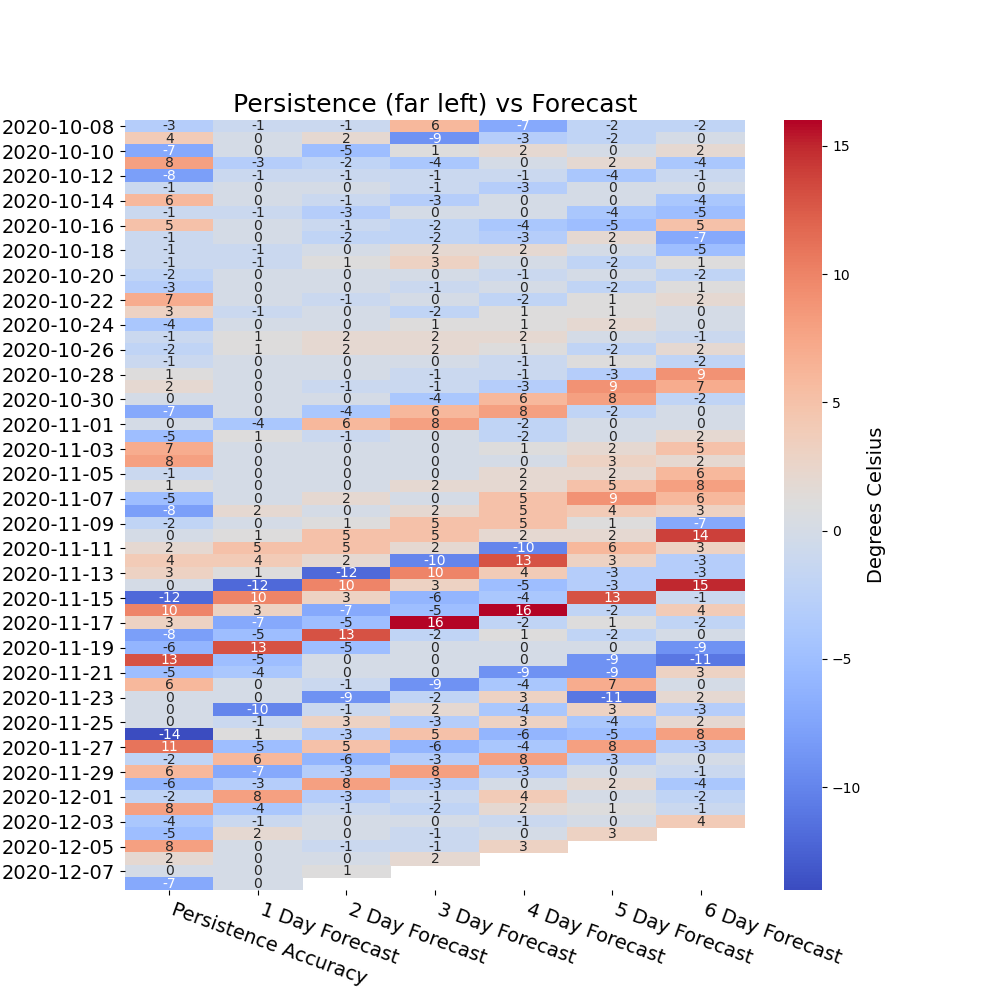 Persistence (far left) vs Forecast
2020-10-08 -3 -1 -1 6 -7 -2 -2
4 0 2 -9 -3 -2 0
2020-10-10 -7 0 -5 1 2 0 2
8 -3 -2 -4 0 2 -4
2020-10-12 -8 -1 -1 -1 -1 -4 -1
-1 0 0 -1 -3 0 0
2020-10-14 6 0 -1 -3 0 0 -4
-1 -1 -3 0 0 -4 -5
2020-10-16 5 0 -1 -2 -4 -5 5
-1 0 -2 -2 -3 2 -7
2020-10-18 -1 0 0 2 2 0 -5
-1 -1 1 3 0 -2 1
2020-10-20 -2 0 0 0 -1 0 -2
-3 0 0 -1 0 -2 1
2020-10-22 7 0 -1 0 -2 1 2
3 -1 0 -2 1 1 0
2020-10-24 -4 0 0 1 1 2 0
-1 1 2 2 2 0 -1
2020-10-26 -2 1 2 2 1 -2 2
-1 0 0 0 -1 1 -2
2020-10-28 1 0 0 -1 -1 -3 9
2 0 -1 -1 -3 9 7
2020-10-30 0 0 0 -4 6 8 -2
-7 0 -4 6 8 -2 0
2020-11-01 0 -4 6 8 -2 0 0
-5 1 -1 0 -2 0 2
2020-11-03 7 0 0 0 1 2 5
8 0 0 0 0 3 2
2020-11-05 -1 0 0 0 2 2 6
1 0 0 2 2 5 8
2020-11-07 -5 0 2 0 5 9 6
-8 2 0 2 5 4 3
2020-11-09 -2 0 1 5 5 1 -7
0 1 5 5 2 2 14
2020-11-11 2 5 5 2 -10 6 3
4 4 2 -10 13 3 -3
2020-11-13 3 1 -12 10 4 -3 -3
0 -12 10 3 -5 -3 15
2020-11-15 -12 10 3 -6 -4 13 -1
10 3 -7 -5 16 -2 4
2020-11-17 3 -7 -5 16 -2 1 -2
-8 -5 13 -2 1 -2 0
2020-11-19 -6 13 -5 0 0 0 -9
13 -5 0 0 0 -9 -11
2020-11-21 -5 -4 0 0 -9 -9 3
6 0 -1 -9 -4 7 0
2020-11-23 0 0 -9 -2 3 -11 2
0 -10 -1 2 -4 3 -3
2020-11-25 0 -1 3 -3 3 -4 2
-14 1 -3 5 -6 -5 8
2020-11-27 11 -5 5 -6 -4 8 -3
-2 6 -6 -3 8 -3 0
2020-11-29 6 -7 -3 8 -3 0 -1
-6 -3 8 -3 0 2 -4
2020-12-01 -2 8 -3 -1 4 0 -2
8 -4 -1 -2 2 1 -1
2020-12-03 -4 -1 0 0 -1 0 4
-5 2 0 -1 0 3
2020-12-05 8 0 -1 -1 3
2 0 0 2
2020-12-07 0 0 1
-7 0
Persistence Accuracy
1 Day Forecast
2 Day Forecast
3 Day Forecast
4 Day Forecast
5 Day Forecast
6 Day Forecast
15
10
5
0
−5
−10
Degrees Celsius